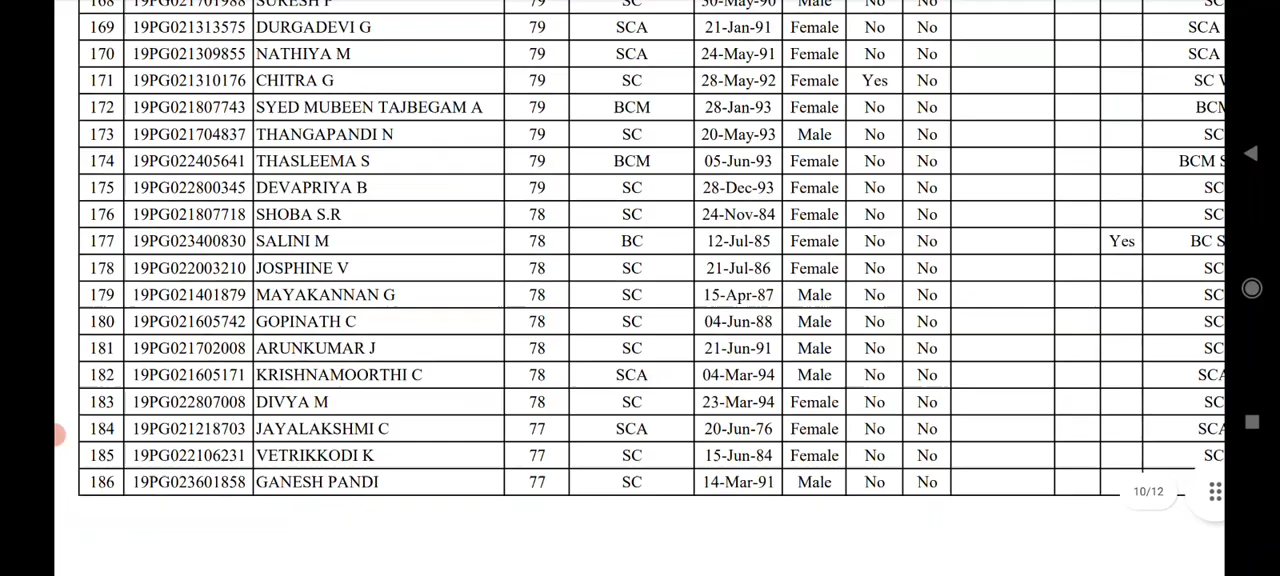 168 19PG021701988 SURESH P 79 SC 30-May-90 Male No No SC
169 19PG021313575 DURGADEVI G 79 SCA 21-Jan-91 Female No No SCA
170 19PG021309855 NATHIYA M 79 SCA 24-May-91 Female No No SCA
171 19PG021310176 CHITRA G 79 SC 28-May-92 Female Yes No SC
172 19PG021807743 SYED MUBEEN TAJBEGAM A 79 BCM 28-Jan-93 Female No No BCM
173 19PG021704837 THANGAPANDI N 79 SC 20-May-93 Male No No SC
174 19PG022405641 THASLEEMA S 79 BCM 05-Jun-93 Female No No BCM S
175 19PG022800345 DEVAPRIYA B 79 SC 28-Dec-93 Female No No SC
176 19PG021807718 SHOBA S.R 78 SC 24-Nov-84 Female No No SC
177 19PG023400830 SALINI M 78 BC 12-Jul-85 Female No No Yes BC S
178 19PG022003210 JOSPHINE V 78 SC 21-Jul-86 Female No No SC
179 19PG021401879 MAYAKANNAN G 78 SC 15-Apr-87 Male No No SC
180 19PG021605742 GOPINATH C 78 SC 04-Jun-88 Male No No SC
181 19PG021702008 ARUNKUMAR J 78 SC 21-Jun-91 Male No No SC
182 19PG021605171 KRISHNAMOORTHI C 78 SCA 04-Mar-94 Male No No SCA
183 19PG022807008 DIVYA M 78 SC 23-Mar-94 Female No No SC
184 19PG021218703 JAYALAKSHMI C 77 SCA 20-Jun-76 Female No No SCA
185 19PG022106231 VETRIKKODI K 77 SC 15-Jun-84 Female No No SC
186 19PG023601858 GANESH PANDI 77 SC 14-Mar-91 Male No No
10/12